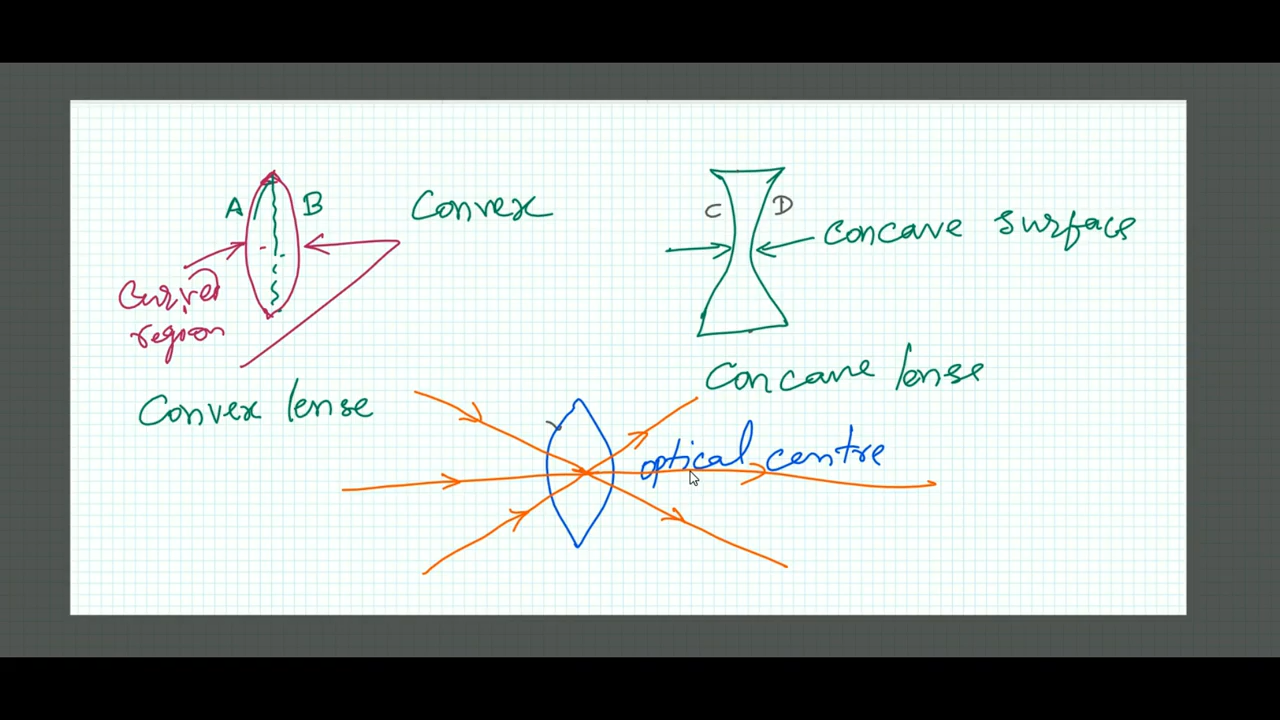 A B Convex
C D
concave surface
Curved
region
Concave lense
Convex lense
optical centre